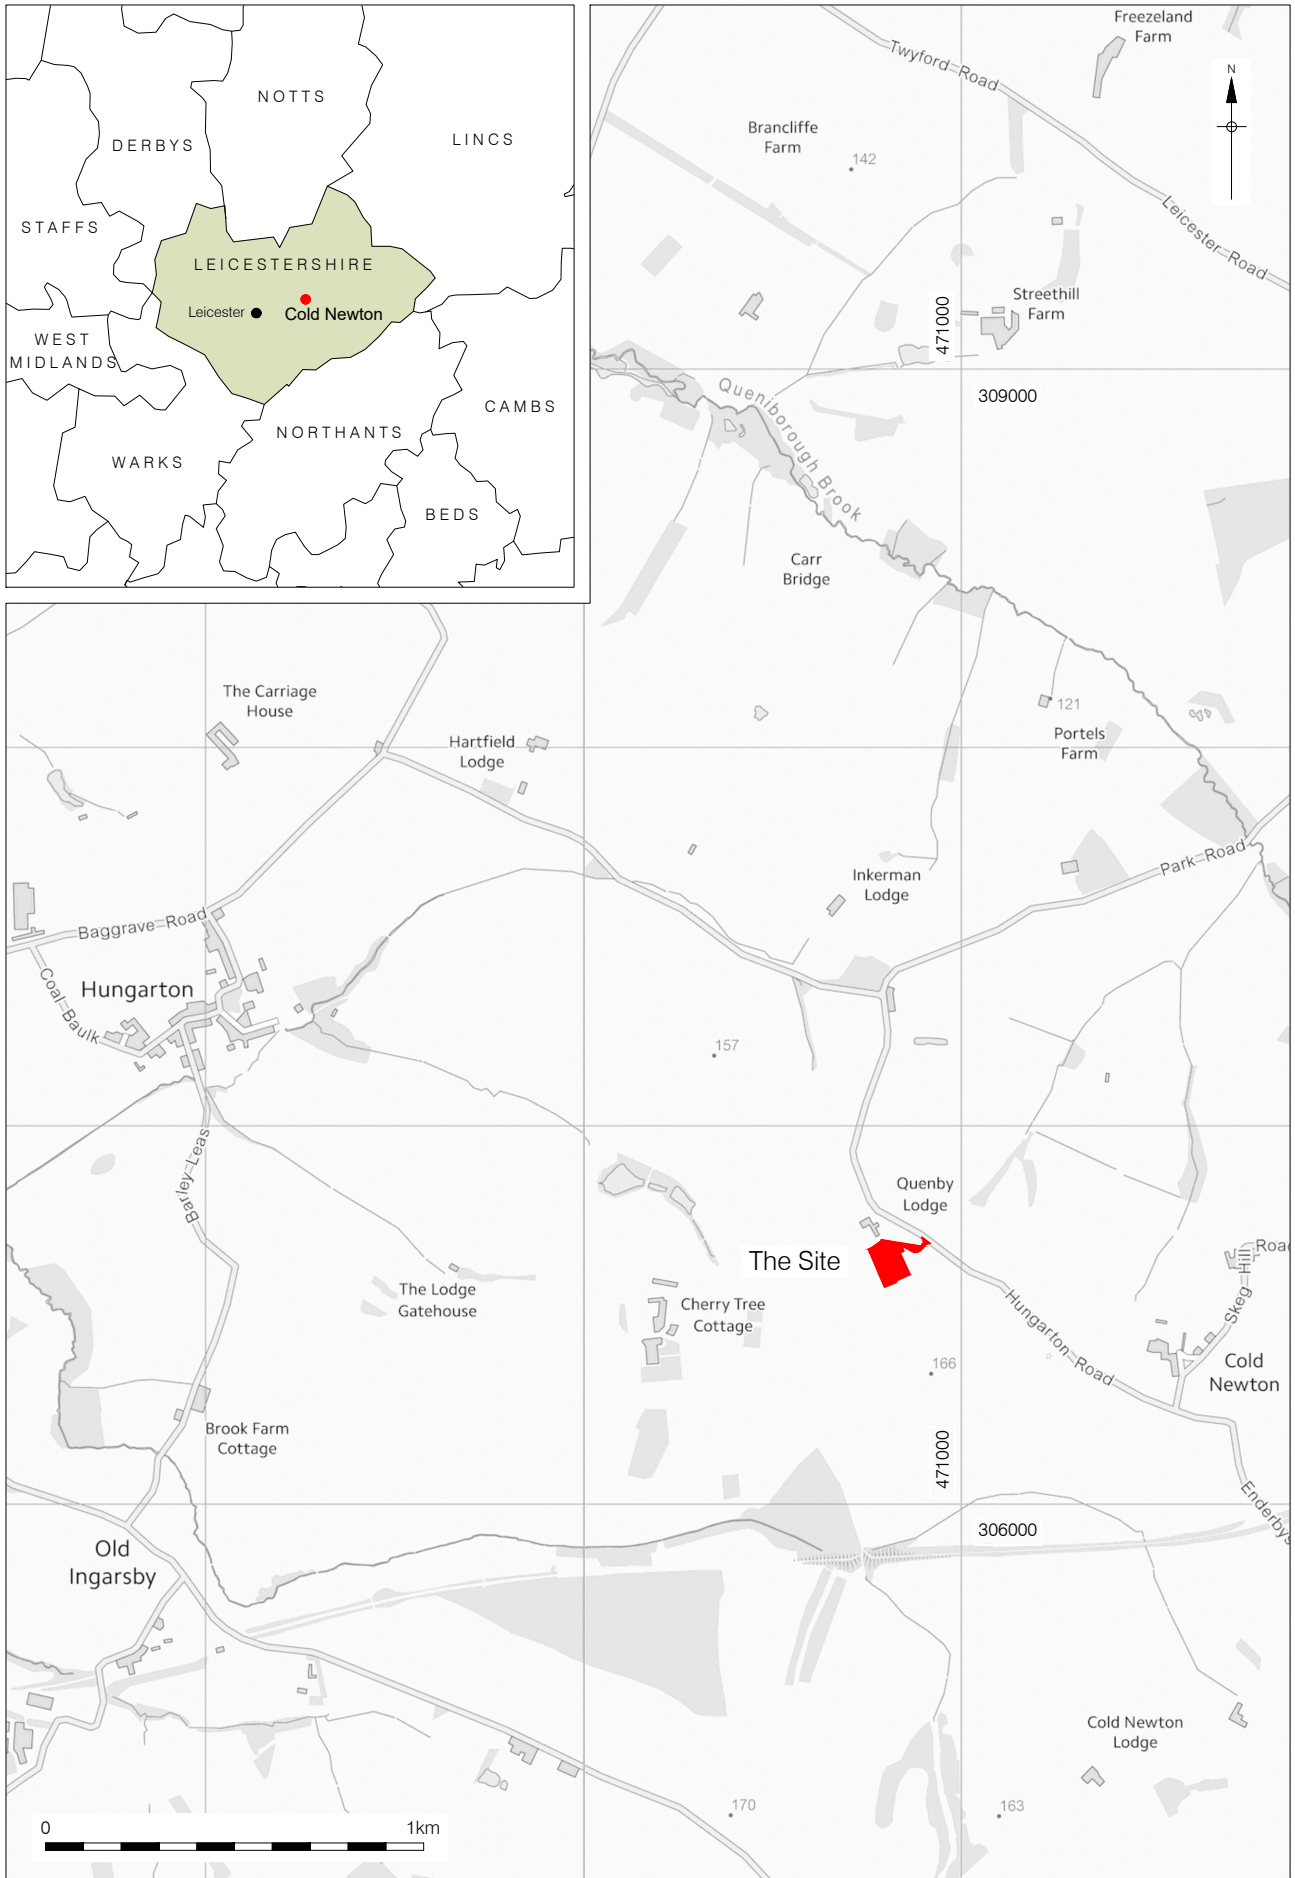 NOTTS
DERBYS
LINCS
STAFFS
LEICESTERSHIRE
Leicester
Cold Newton
WEST
MIDLANDS
CAMBS
NORTHANTS
WARKS
BEDS
Freezeland
Farm
Twyford Road
N
Brancliffe
Farm
142
Leicester Road
Streethill
Farm
471000
309000
Queniborough Brook
Carr
Bridge
The Carriage
House
Hartfield
Lodge
121
Portels
Farm
Park Road
Inkerman
Lodge
Baggrave Road
Coal Baulk
Hungarton
157
Barley Leas
Quenby
Lodge
The Site
Skeg Hill
Road
The Lodge
Gatehouse
Cherry Tree
Cottage
Hungarton Road
166
Cold
Newton
Brook Farm
Cottage
471000
Enderbys
306000
Old
Ingarsby
Cold Newton
Lodge
170
163
0
1km